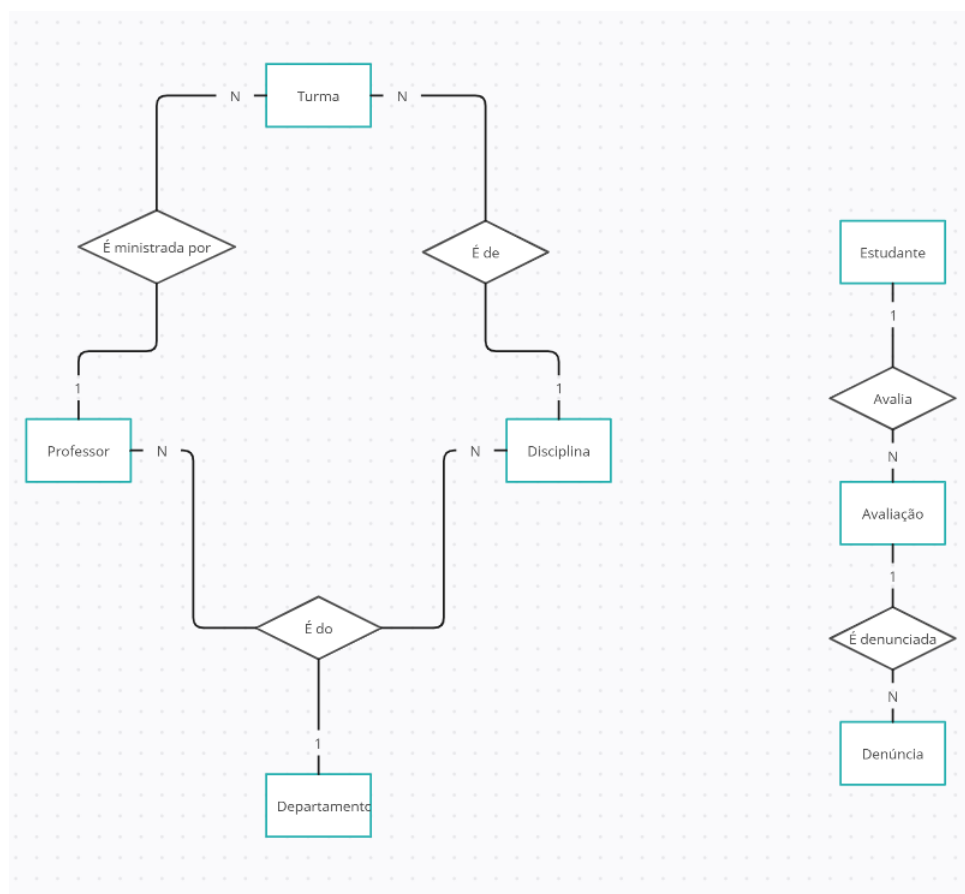 N
Turma
N
É ministrada por
É de
Estudante
1
1
1
Avalia
Professor
N
N
Disciplina
N
Avaliação
1
É do
É denunciada
N
1
Denúncia
Departamento